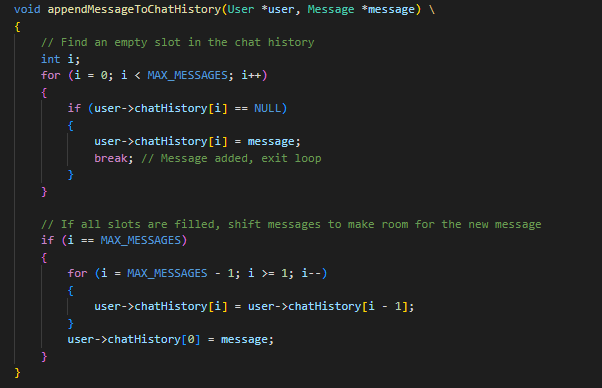 void appendMessageToChatHistory(User *user, Message *message) \
{
    // Find an empty slot in the chat history
    int i;
    for (i = 0; i < MAX_MESSAGES; i++)
    {
        if (user->chatHistory[i] == NULL)
        {
            user->chatHistory[i] = message;
            break; // Message added, exit loop
        }
    }

    // If all slots are filled, shift messages to make room for the new message
    if (i == MAX_MESSAGES)
    {
        for (i = MAX_MESSAGES - 1; i >= 1; i--)
        {
            user->chatHistory[i] = user->chatHistory[i - 1];
        }
        user->chatHistory[0] = message;
    }
}